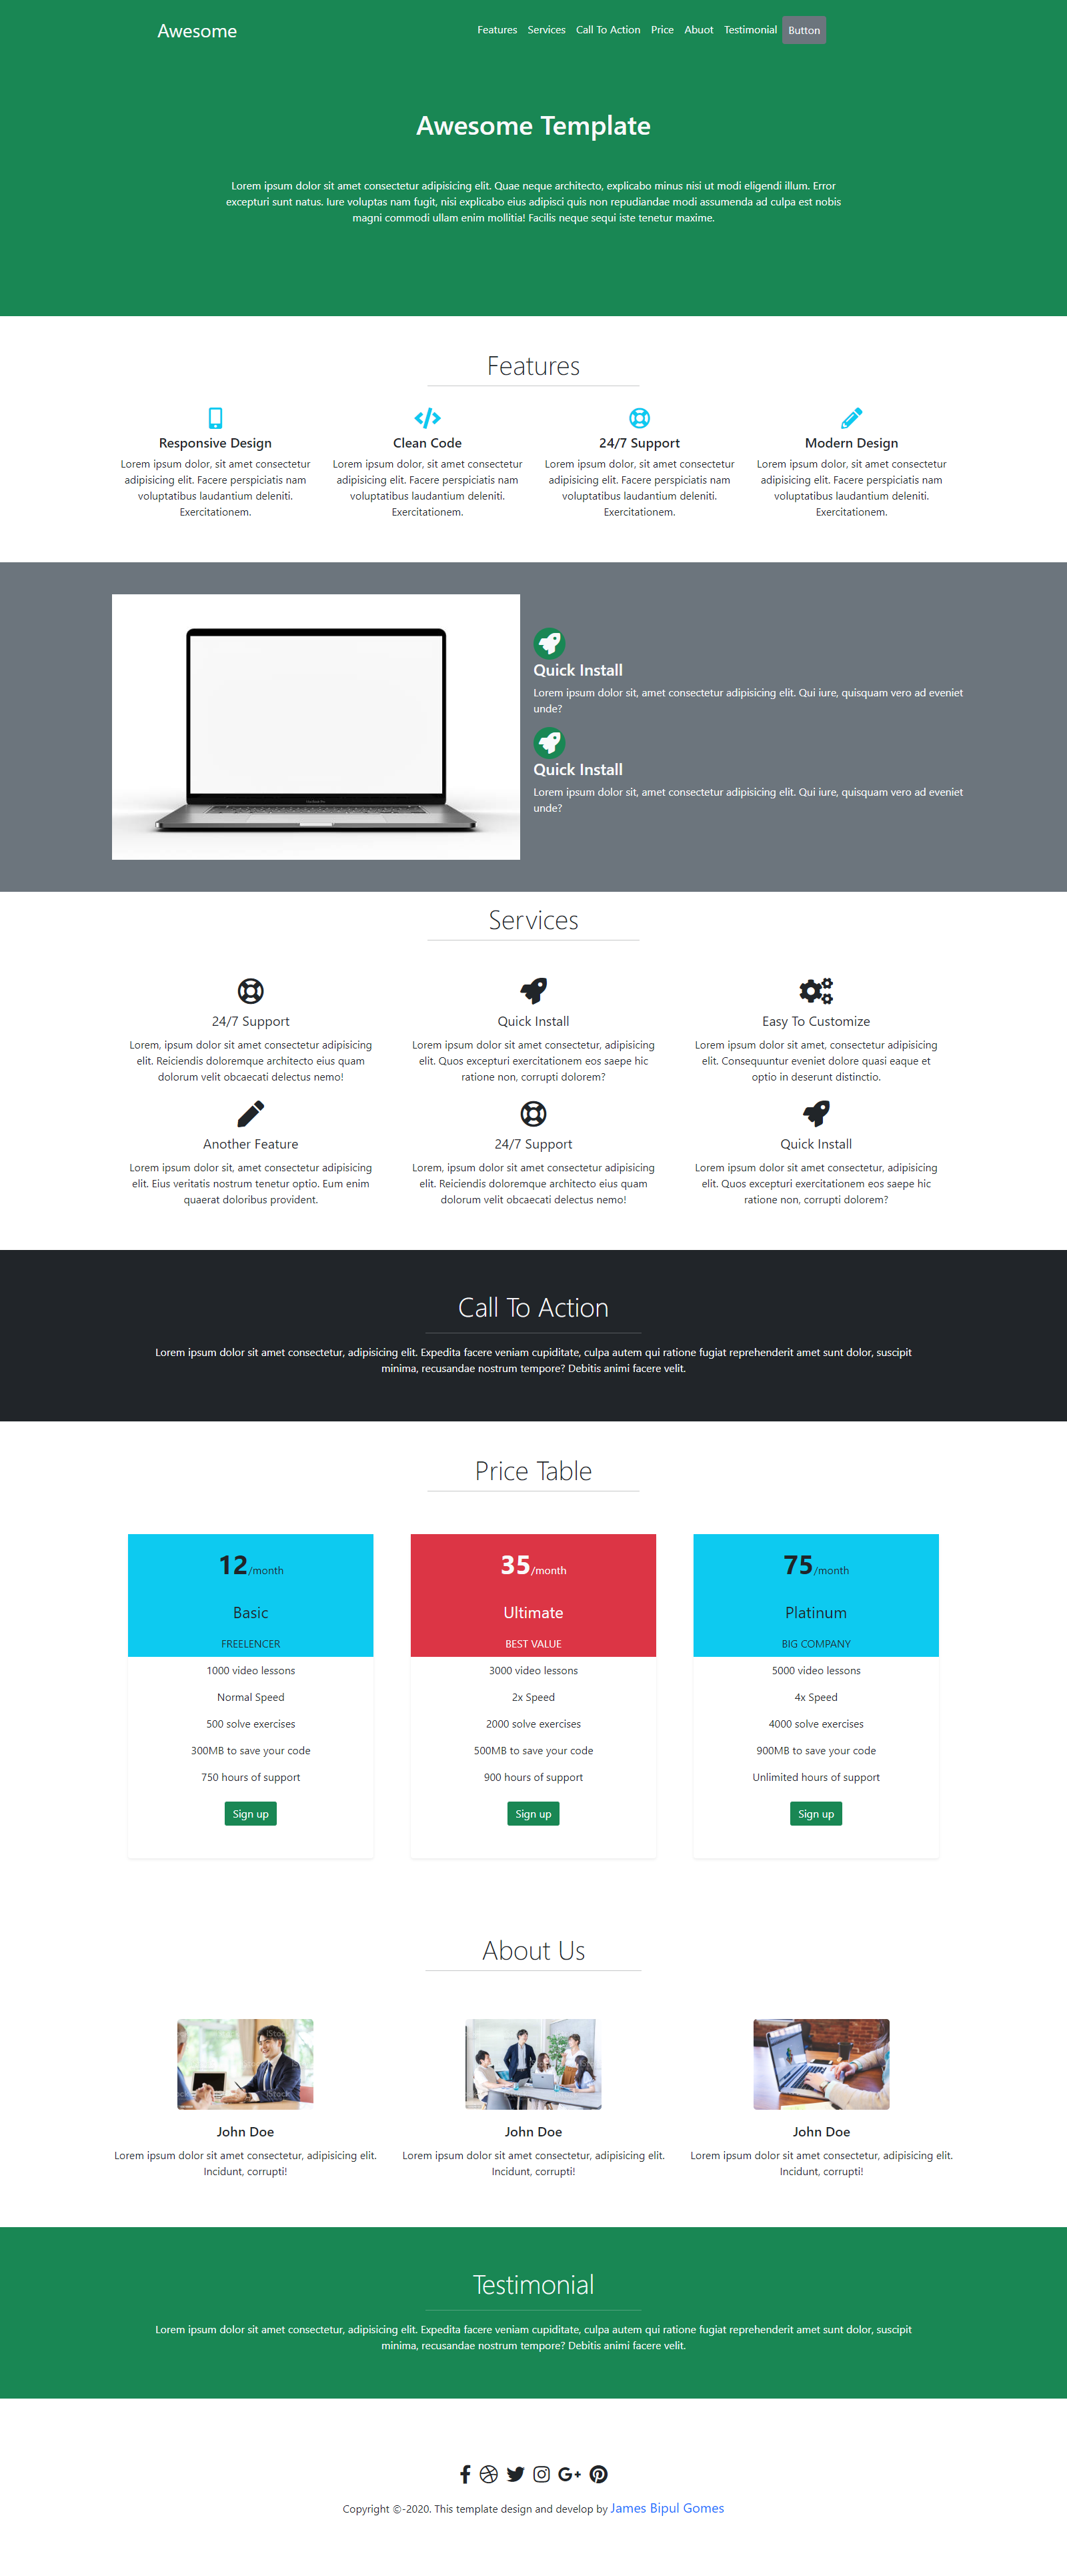 Awesome
Features Services Call To Action Price Abuot Testimonial Button
Awesome Template
Lorem ipsum dolor sit amet consectetur adipisicing elit. Quae neque architecto, explicabo minus nisi ut modi eligendi illum. Error
excepturi sunt natus. Iure voluptas nam fugit, nisi explicabo eius adipisci quis non repudiandae modi assumenda ad culpa est nobis
magni commodi ullam enim mollitia! Facilis neque sequi iste tenetur maxime.
Features
Responsive Design
Lorem ipsum dolor, sit amet consectetur
adipisicing elit. Facere perspiciatis nam
voluptatibus laudantium deleniti.
Exercitationem.
Clean Code
Lorem ipsum dolor, sit amet consectetur
adipisicing elit. Facere perspiciatis nam
voluptatibus laudantium deleniti.
Exercitationem.
24/7 Support
Lorem ipsum dolor, sit amet consectetur
adipisicing elit. Facere perspiciatis nam
voluptatibus laudantium deleniti.
Exercitationem.
Modern Design
Lorem ipsum dolor, sit amet consectetur
adipisicing elit. Facere perspiciatis nam
voluptatibus laudantium deleniti.
Exercitationem.
Quick Install
Lorem ipsum dolor sit, amet consectetur adipisicing elit. Qui iure, quisquam vero ad eveniet
unde?
Quick Install
Lorem ipsum dolor sit, amet consectetur adipisicing elit. Qui iure, quisquam vero ad eveniet
unde?
Services
24/7 Support
Lorem, ipsum dolor sit amet consectetur adipisicing
elit. Reiciendis doloremque architecto eius quam
dolorum velit obcaecati delectus nemo!
Quick Install
Lorem ipsum dolor sit amet consectetur, adipisicing
elit. Quos excepturi exercitationem eos saepe hic
ratione non, corrupti dolorem?
Easy To Customize
Lorem ipsum dolor sit amet, consectetur adipisicing
elit. Consequuntur eveniet dolore quasi eaque et
optio in deserunt distinctio.
Another Feature
Lorem ipsum dolor sit, amet consectetur adipisicing
elit. Eius veritatis nostrum tenetur optio. Eum enim
quaerat doloribus provident.
24/7 Support
Lorem, ipsum dolor sit amet consectetur adipisicing
elit. Reiciendis doloremque architecto eius quam
dolorum velit obcaecati delectus nemo!
Quick Install
Lorem ipsum dolor sit amet consectetur, adipisicing
elit. Quos excepturi exercitationem eos saepe hic
ratione non, corrupti dolorem?
Call To Action
Lorem ipsum dolor sit amet consectetur, adipisicing elit. Expedita facere veniam cupiditate, culpa autem qui ratione fugiat reprehenderit amet sunt dolor, suscipit
minima, recusandae nostrum tempore? Debitis animi facere velit.
Price Table
12/month
Basic
FREELENCER
1000 video lessons
Normal Speed
500 solve exercises
300MB to save your code
750 hours of support
Sign up
35/month
Ultimate
BEST VALUE
3000 video lessons
2x Speed
2000 solve exercises
500MB to save your code
900 hours of support
Sign up
75/month
Platinum
BIG COMPANY
5000 video lessons
4x Speed
4000 solve exercises
900MB to save your code
Unlimited hours of support
Sign up
About Us
iStock
iStock
John Doe
Lorem ipsum dolor sit amet consectetur, adipisicing elit.
Incidunt, corrupti!
John Doe
Lorem ipsum dolor sit amet consectetur, adipisicing elit.
Incidunt, corrupti!
John Doe
Lorem ipsum dolor sit amet consectetur, adipisicing elit.
Incidunt, corrupti!
Testimonial
Lorem ipsum dolor sit amet consectetur, adipisicing elit. Expedita facere veniam cupiditate, culpa autem qui ratione fugiat reprehenderit amet sunt dolor, suscipit
minima, recusandae nostrum tempore? Debitis animi facere velit.
Copyright ©-2020. This template design and develop by James Bipul Gomes